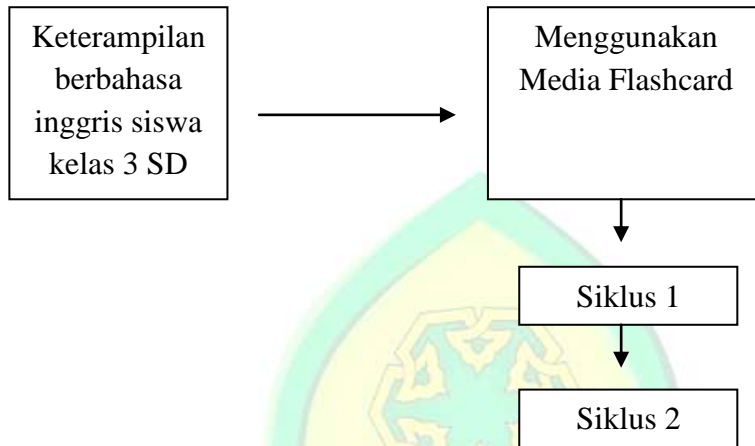 Keterampilan
berbahasa
inggris siswa
kelas 3 SD
Menggunakan
Media Flashcard
Siklus 1
Siklus 2